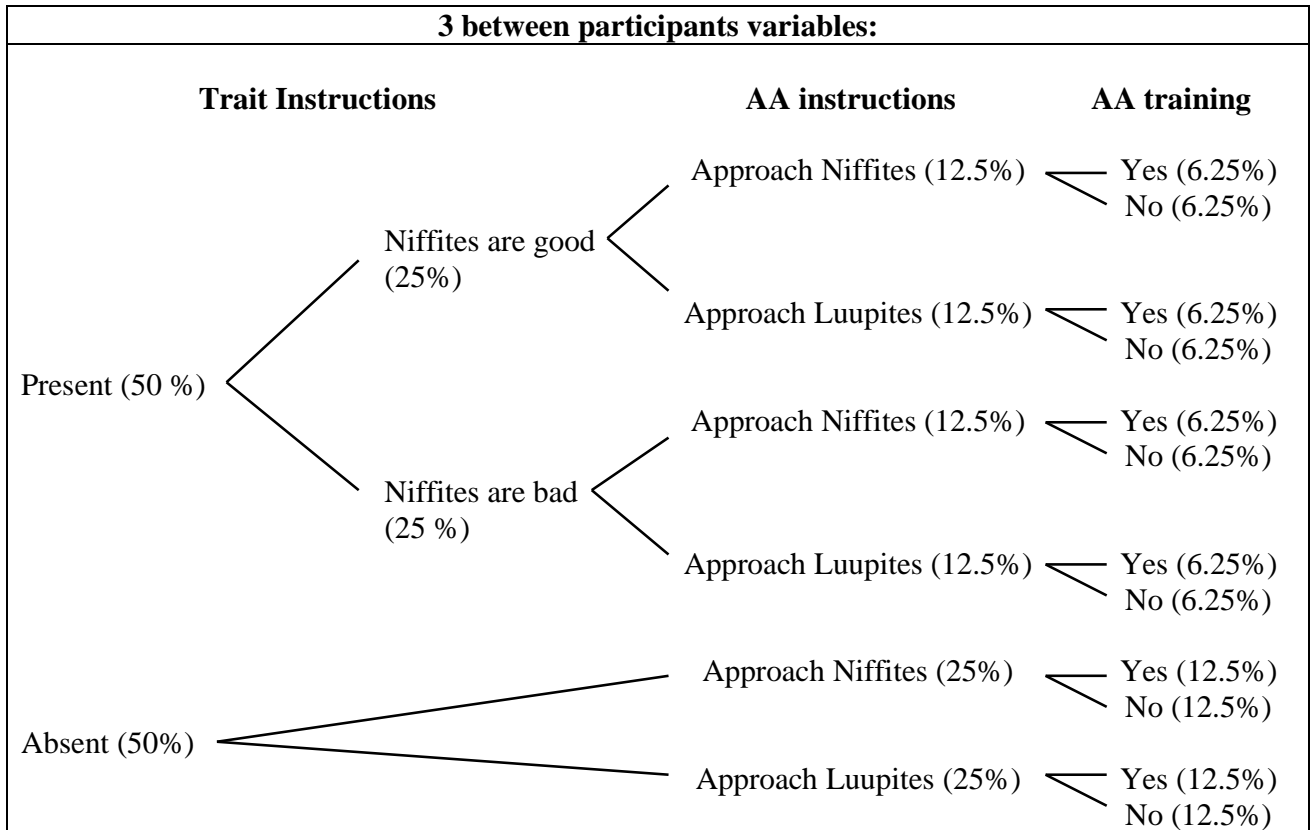 3 between participants variables:
Trait Instructions AA instructions AA training
Approach Niffites (12.5%) Yes (6.25%)
No (6.25%)
Niffites are good
(25%)
Approach Luupites (12.5%) Yes (6.25%)
No (6.25%)
Present (50 %)
Approach Niffites (12.5%) Yes (6.25%)
No (6.25%)
Niffites are bad
(25 %)
Approach Luupites (12.5%) Yes (6.25%)
No (6.25%)
Approach Niffites (25%) Yes (12.5%)
No (12.5%)
Absent (50%)
Approach Luupites (25%) Yes (12.5%)
No (12.5%)